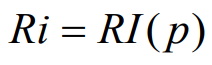 Ri = RI(p)